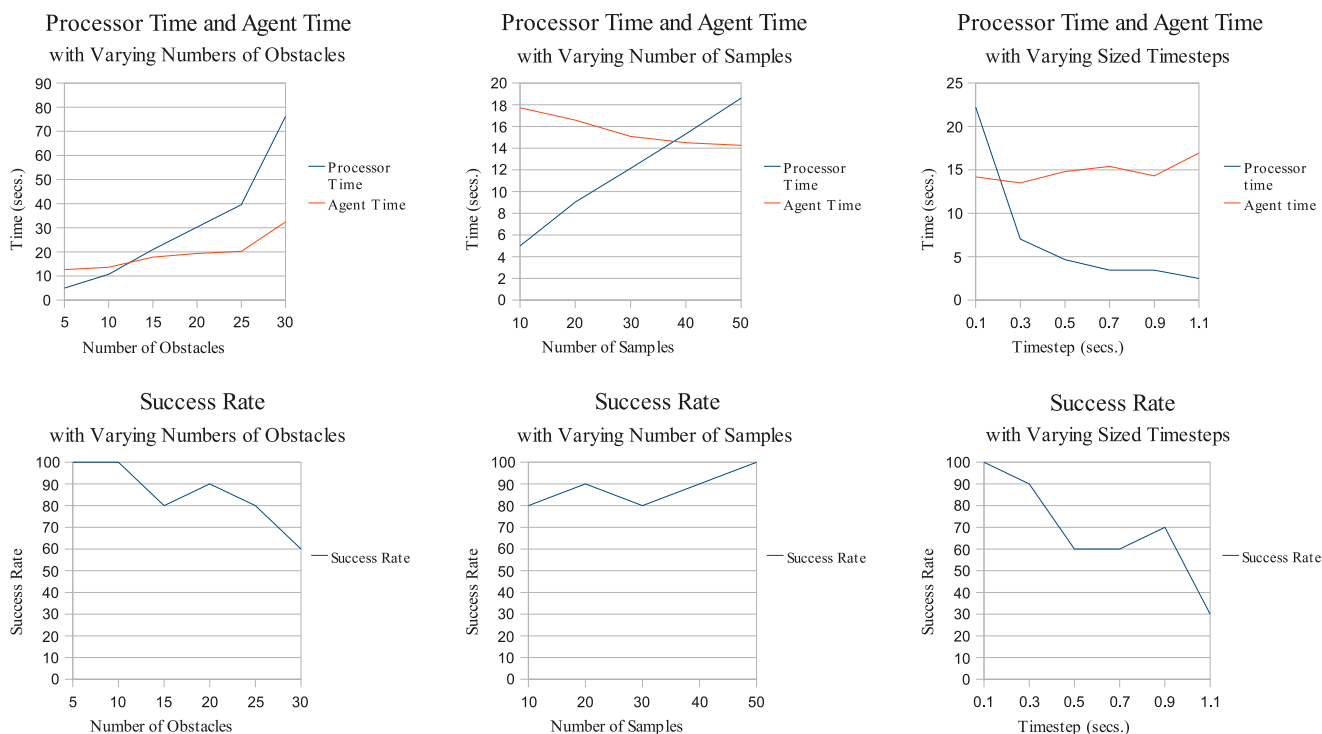 Processor Time and Agent Time
with Varying Numbers of Obstacles
90
80
70
60
50
40
30
20
10
0
Time (secs.)
5 10 15 20 25 30
Number of Obstacles
Processor
Time
Agent Time
Processor Time and Agent Time
with Varying Number of Samples
20
18
16
14
12
10
8
6
4
2
0
Time (secs.)
10 20 30 40 50
Number of Samples
Processor
Time
Agent Time
Processor Time and Agent Time
with Varying Sized Timesteps
25
20
15
10
5
0
Time (secs.)
0.1 0.3 0.5 0.7 0.9 1.1
Timestep (secs.)
Processor
time
Agent time
Success Rate
with Varying Numbers of Obstacles
100
90
80
70
60
50
40
30
20
10
0
Success Rate
5 10 15 20 25 30
Number of Obstacles
Success Rate
Success Rate
with Varying Number of Samples
100
90
80
70
60
50
40
30
20
10
0
Success Rate
10 20 30 40 50
Number of Samples
Success Rate
Success Rate
with Varying Sized Timesteps
100
90
80
70
60
50
40
30
20
10
0
Success Rate
0.1 0.3 0.5 0.7 0.9 1.1
Timestep (secs.)
Success Rate